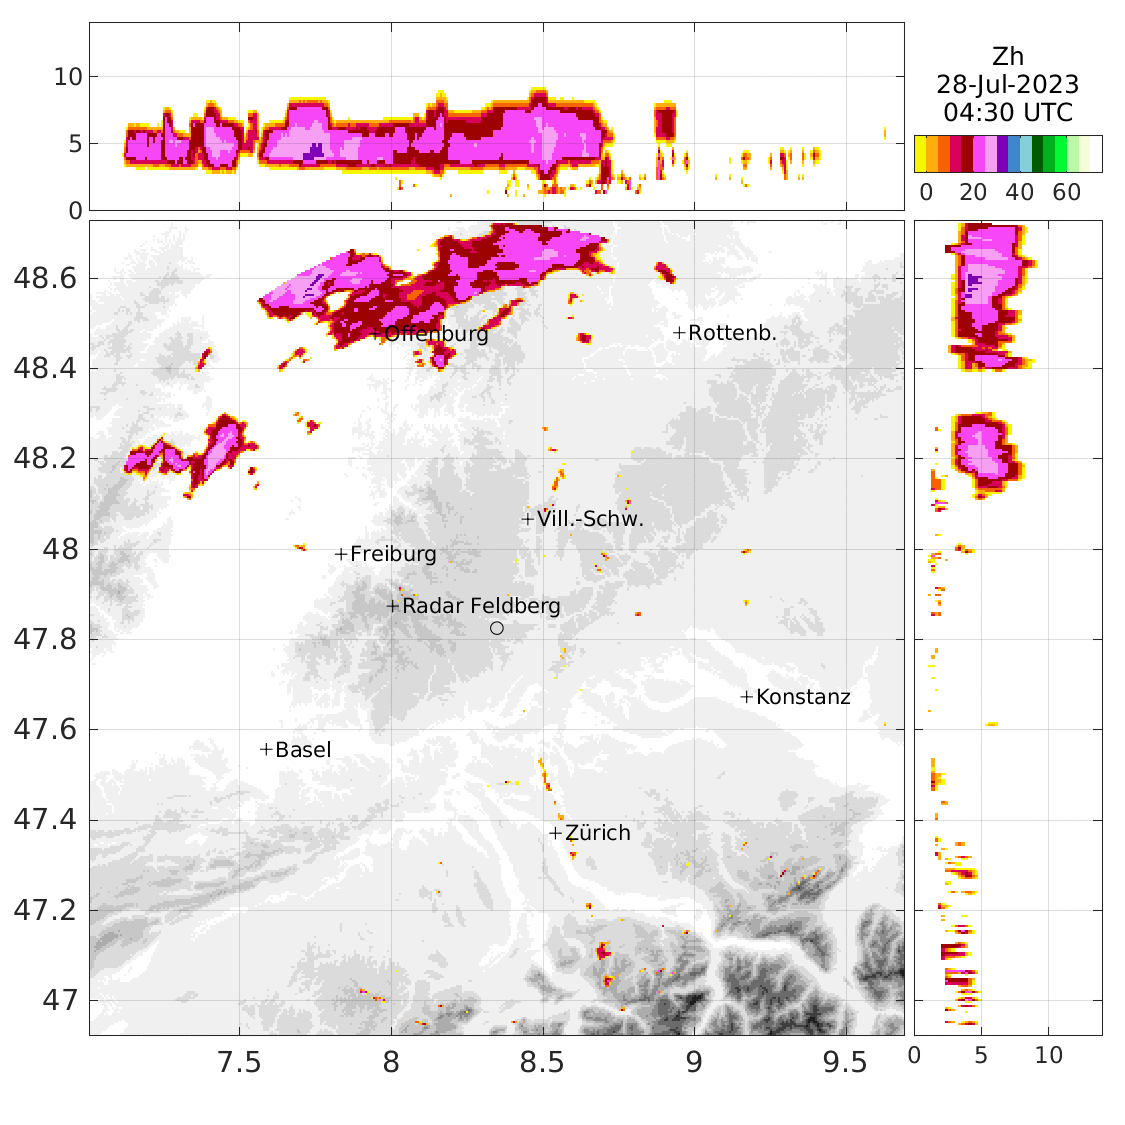 Zh
28-Jul-2023
04:30 UTC
0 20 40 60
10
5
0
48.6
48.4
48.2
48
47.8
47.6
47.4
47.2
47
Offenburg
Rottenb.
Vill.-Schw.
Freiburg
Radar Feldberg
Konstanz
Basel
Zürich
7.5 8 8.5 9 9.5
0 5 10